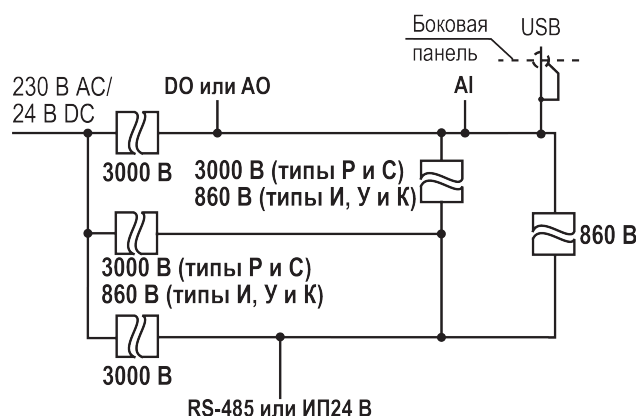 Боковая
панель
USB
230 В AC/
24 В DC
DO или AO
AI
3000 В
3000 В (типы Р и С)
860 В (типы И, У и К)
860 В
3000 В (типы Р и С)
860 В (типы И, У и К)
3000 В
RS-485 или ИП24 В